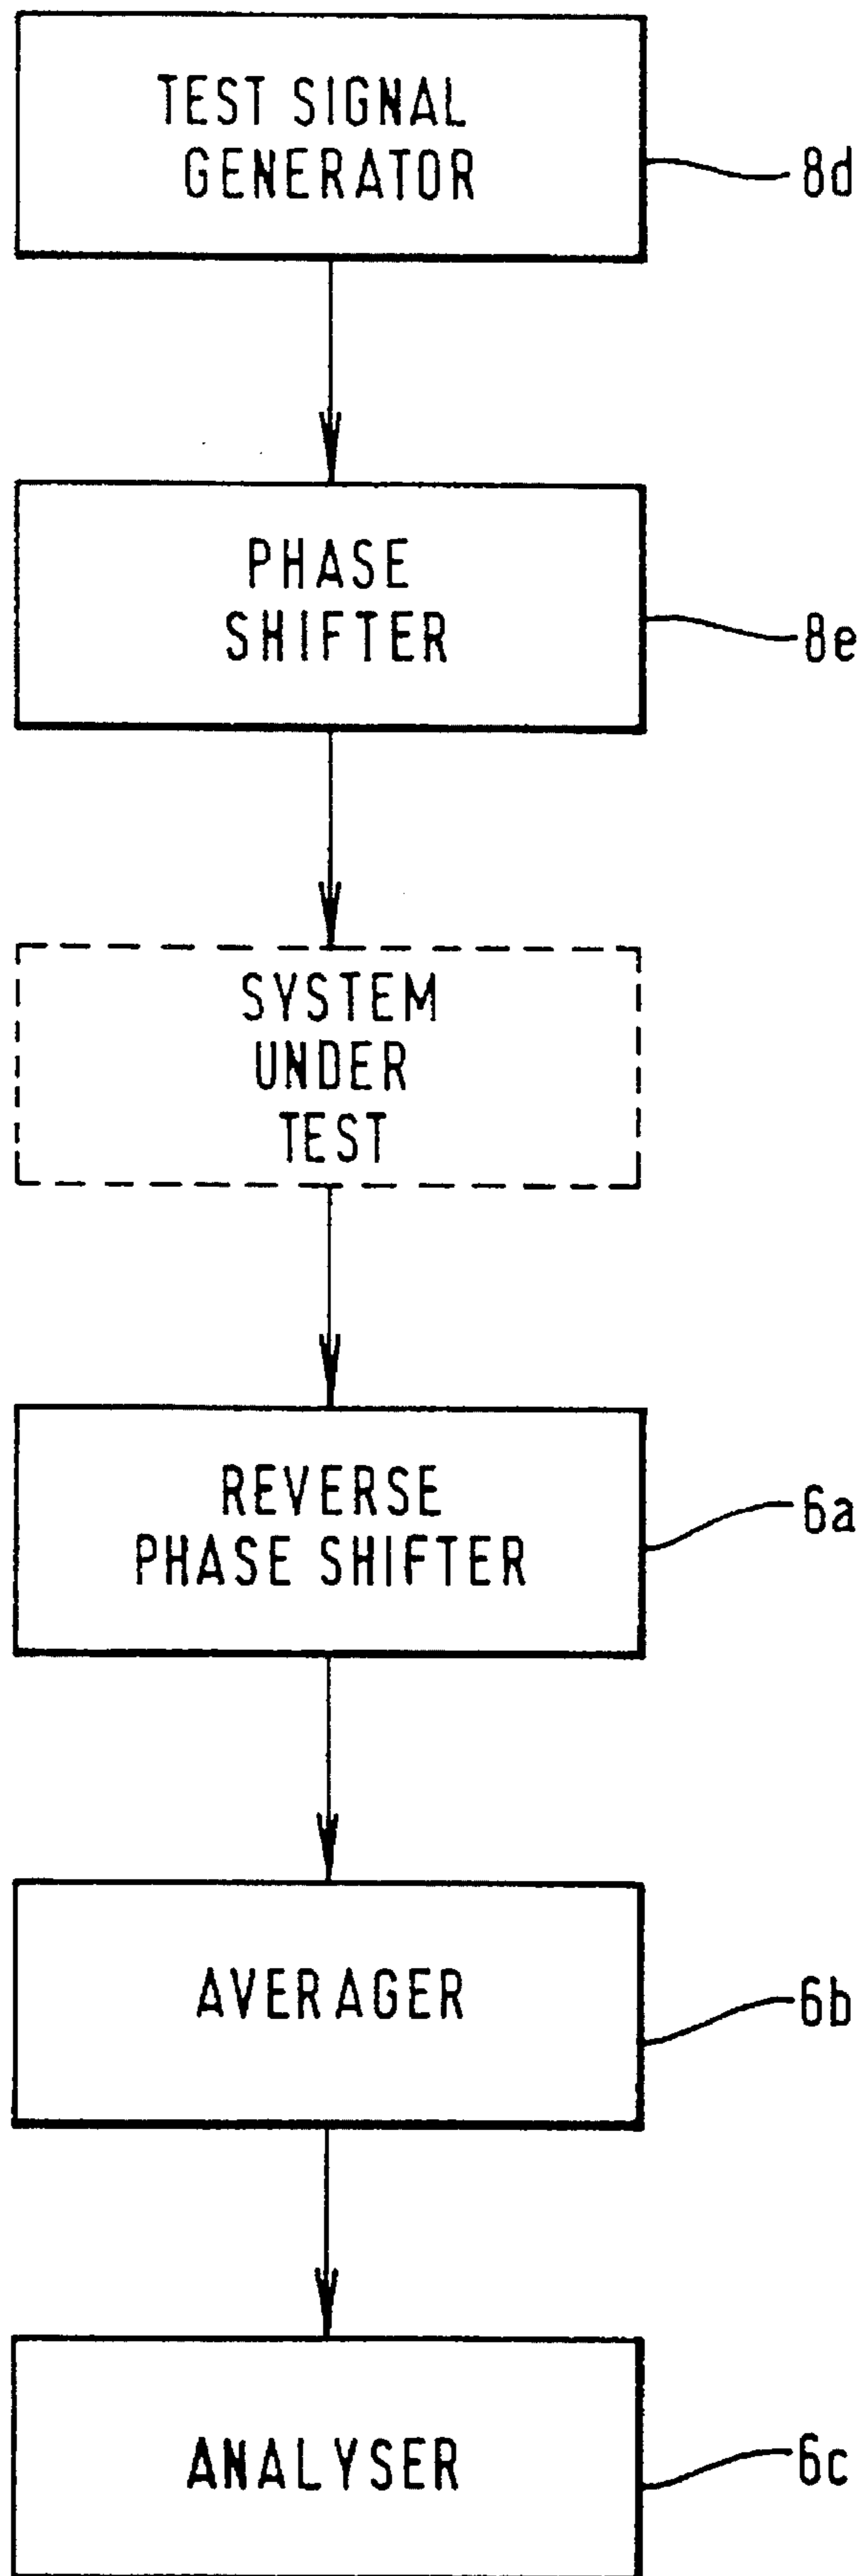 TEST SIGNAL
GENERATOR
8d
PHASE
SHIFTER
8e
SYSTEM
UNDER
TEST
REVERSE
PHASE SHIFTER
6a
AVERAGER
6b
ANALYSER
6c